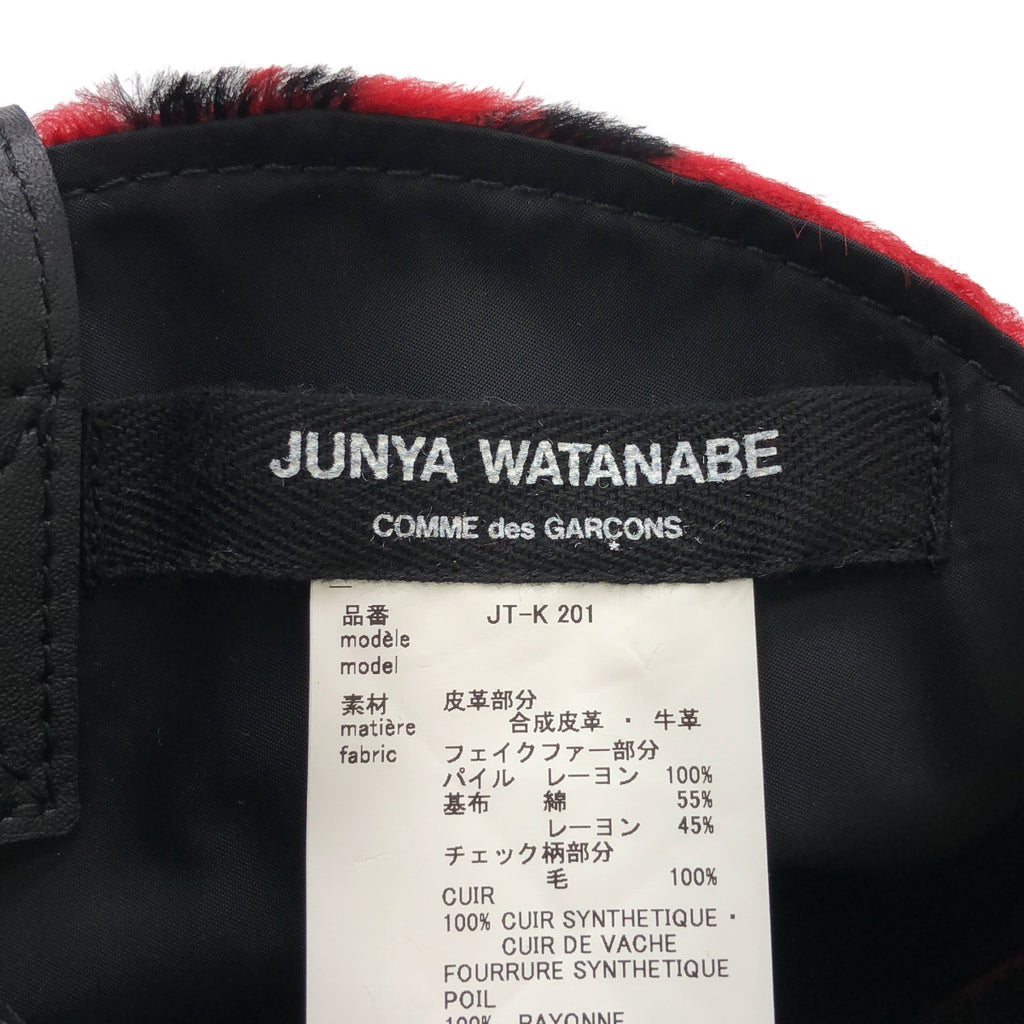 JUNYA WATANABE
COMME des GARÇONS
品番 JT-K 201
modèle
model
素材 皮革部分
matière 合成皮革 ・ 牛革
fabric フェイクファー部分
パイル レーヨン 100%
基布 綿 55%
レーヨン 45%
チェック柄部分
毛 100%
CUIR
100% CUIR SYNTHETIQUE・
CUIR DE VACHE
FOURRURE SYNTHETIQUE
POIL
100% RAYONNE